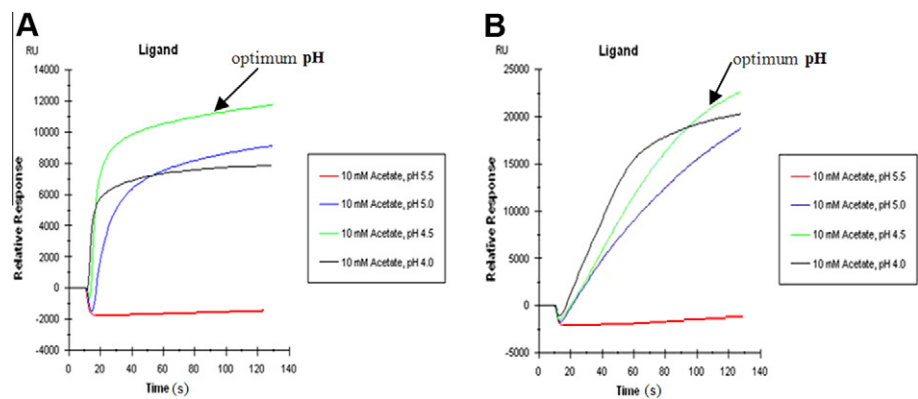 A
RU
Ligand
optimum pH
14000
12000
10000
8000
6000
4000
2000
0
-2000
-4000
Relative Response
0 20 40 60 80 100 120 140
Time (s)
10 mM Acetate, pH 5.5
10 mM Acetate, pH 5.0
10 mM Acetate, pH 4.5
10 mM Acetate, pH 4.0
B
RU
Ligand
optimum pH
25000
20000
15000
10000
5000
0
-5000
Relative Response
0 20 40 60 80 100 120 140
Time (s)
10 mM Acetate, pH 5.5
10 mM Acetate, pH 5.0
10 mM Acetate, pH 4.5
10 mM Acetate, pH 4.0